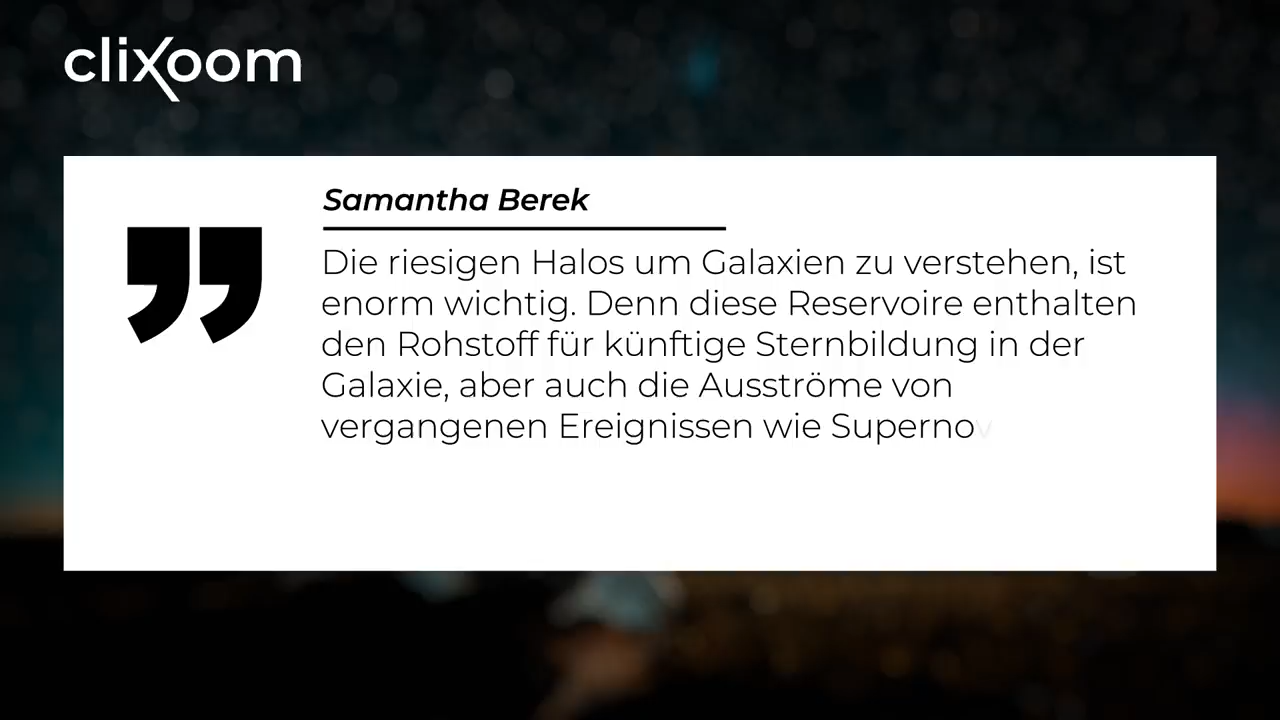 clixoom
Samantha Berek
Die riesigen Halos um Galaxien zu verstehen, ist
enorm wichtig. Denn diese Reservoire enthalten
den Rohstoff für künftige Sternbildung in der
Galaxie, aber auch die Ausströme von
vergangenen Ereignissen wie Supernov